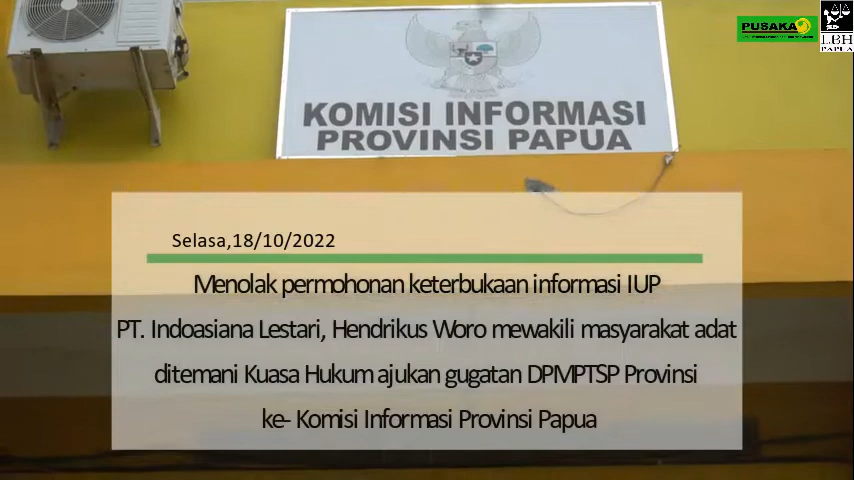 PUSAKA
LBH
PAPUA
KOMISI INFORMASI
PROVINSI PAPUA
Selasa,18/10/2022
Menolak permohonan keterbukaan informasi IUP
PT. Indoasiana Lestari, Hendrikus Woro mewakili masyarakat adat
ditemani Kuasa Hukum ajukan gugatan DPMPTSP Provinsi
ke- Komisi Informasi Provinsi Papua